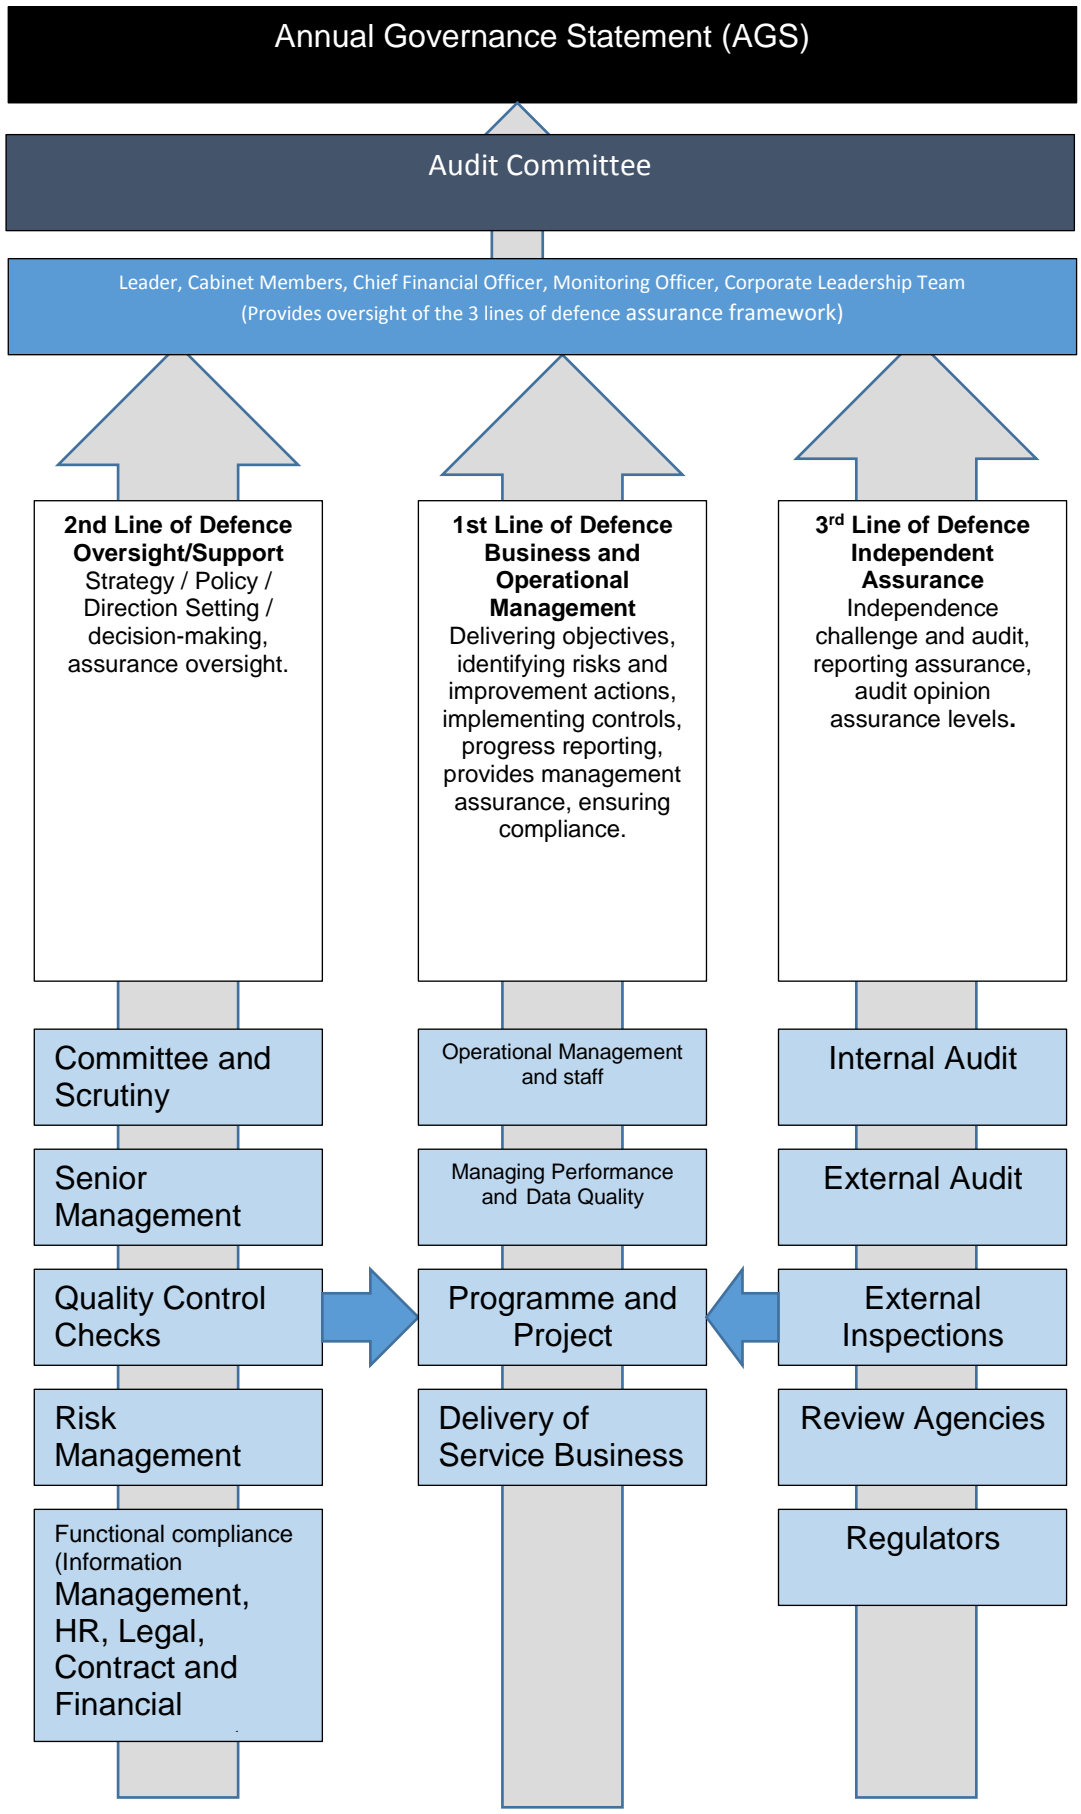 Annual Governance Statement (AGS)
Audit Committee
Leader, Cabinet Members, Chief Financial Officer, Monitoring Officer, Corporate Leadership Team
(Provides oversight of the 3 lines of defence assurance framework)
2nd Line of Defence
Oversight/Support
Strategy / Policy /
Direction Setting /
decision-making,
assurance oversight.
1st Line of Defence
Business and
Operational
Management
Delivering objectives,
identifying risks and
improvement actions,
implementing controls,
progress reporting,
provides management
assurance, ensuring
compliance.
3rd Line of Defence
Independent
Assurance
Independence
challenge and audit,
reporting assurance,
audit opinion
assurance levels.
Committee and
Scrutiny
Senior
Management
Quality Control
Checks
Risk
Management
Functional compliance
(Information
Management,
HR, Legal,
Contract and
Financial
Operational Management
and staff
Managing Performance
and Data Quality
Programme and
Project
Delivery of
Service Business
Internal Audit
External Audit
External
Inspections
Review Agencies
Regulators